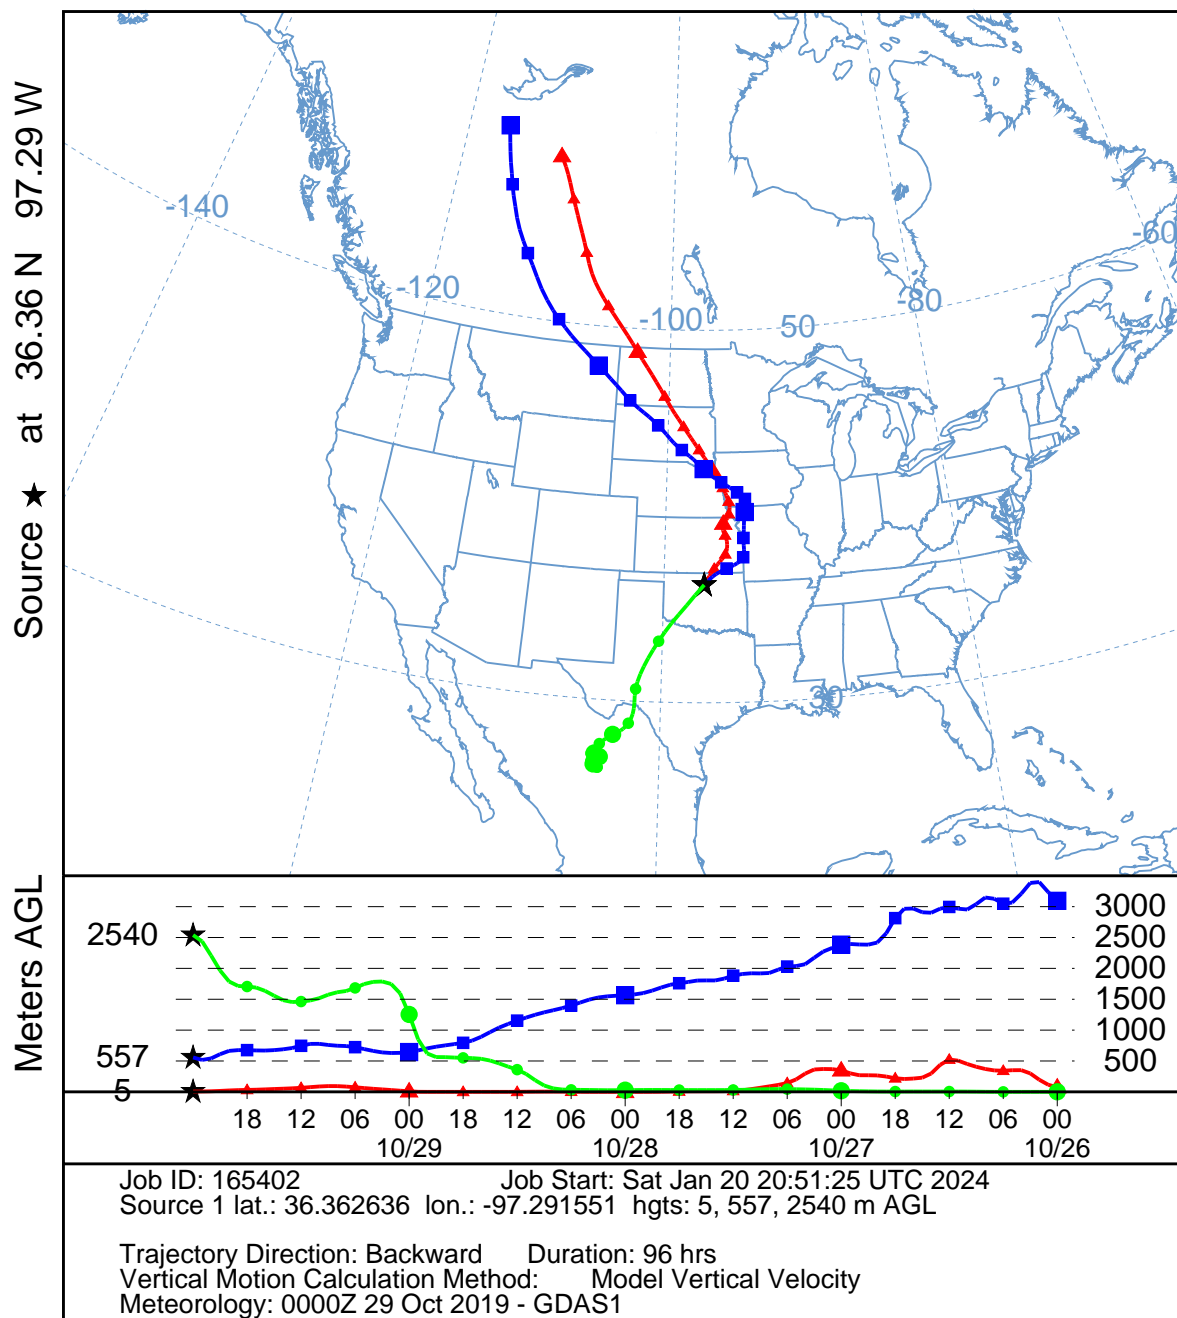 Source ★ at 36.36 N 97.29 W
-140
-120
-100
-80
-60
50
30
Meters AGL
2540
557
5
3000
2500
2000
1500
1000
500
18 12 06 00 18 12 06 00 18 12 06 00 18 12 06 00
10/29 10/28 10/27 10/26
Job ID: 165402 Job Start: Sat Jan 20 20:51:25 UTC 2024
Source 1 lat.: 36.362636 lon.: -97.291551 hgts: 5, 557, 2540 m AGL
Trajectory Direction: Backward Duration: 96 hrs
Vertical Motion Calculation Method: Model Vertical Velocity
Meteorology: 0000Z 29 Oct 2019 - GDAS1